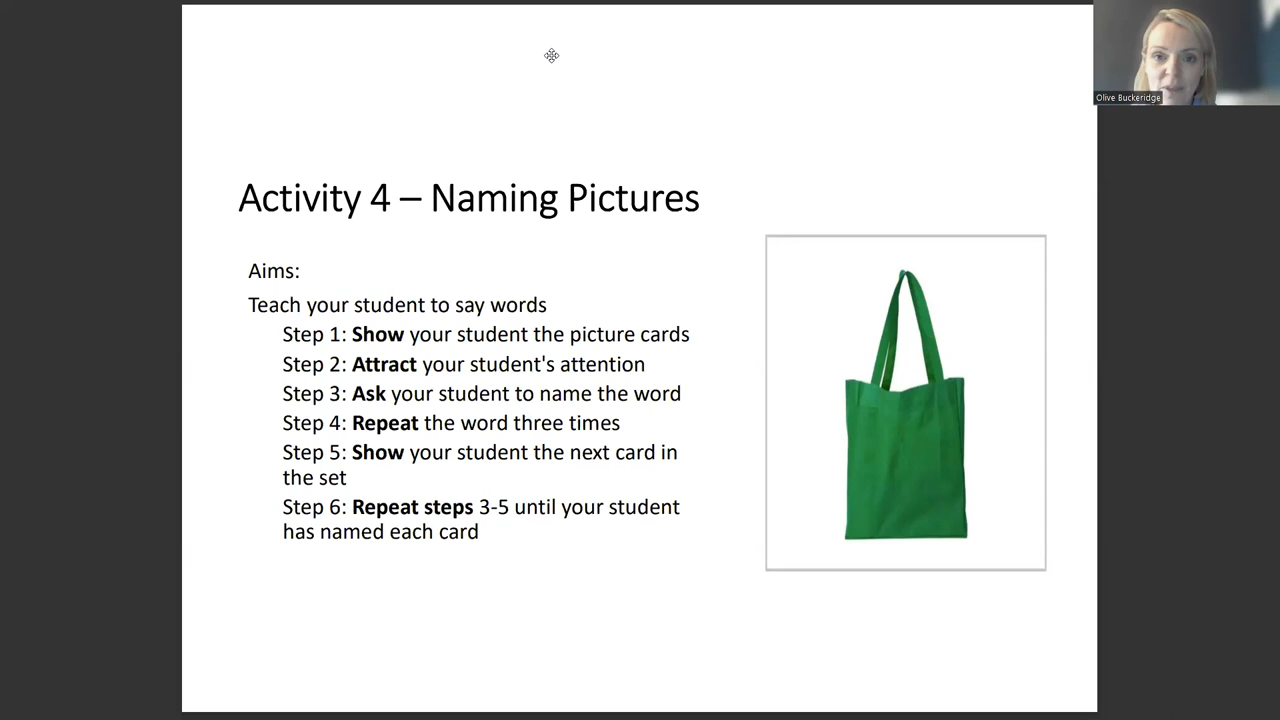 Olive Buckeridge
Activity 4 – Naming Pictures
Aims:
Teach your student to say words
Step 1: Show your student the picture cards
Step 2: Attract your student's attention
Step 3: Ask your student to name the word
Step 4: Repeat the word three times
Step 5: Show your student the next card in
the set
Step 6: Repeat steps 3-5 until your student
has named each card